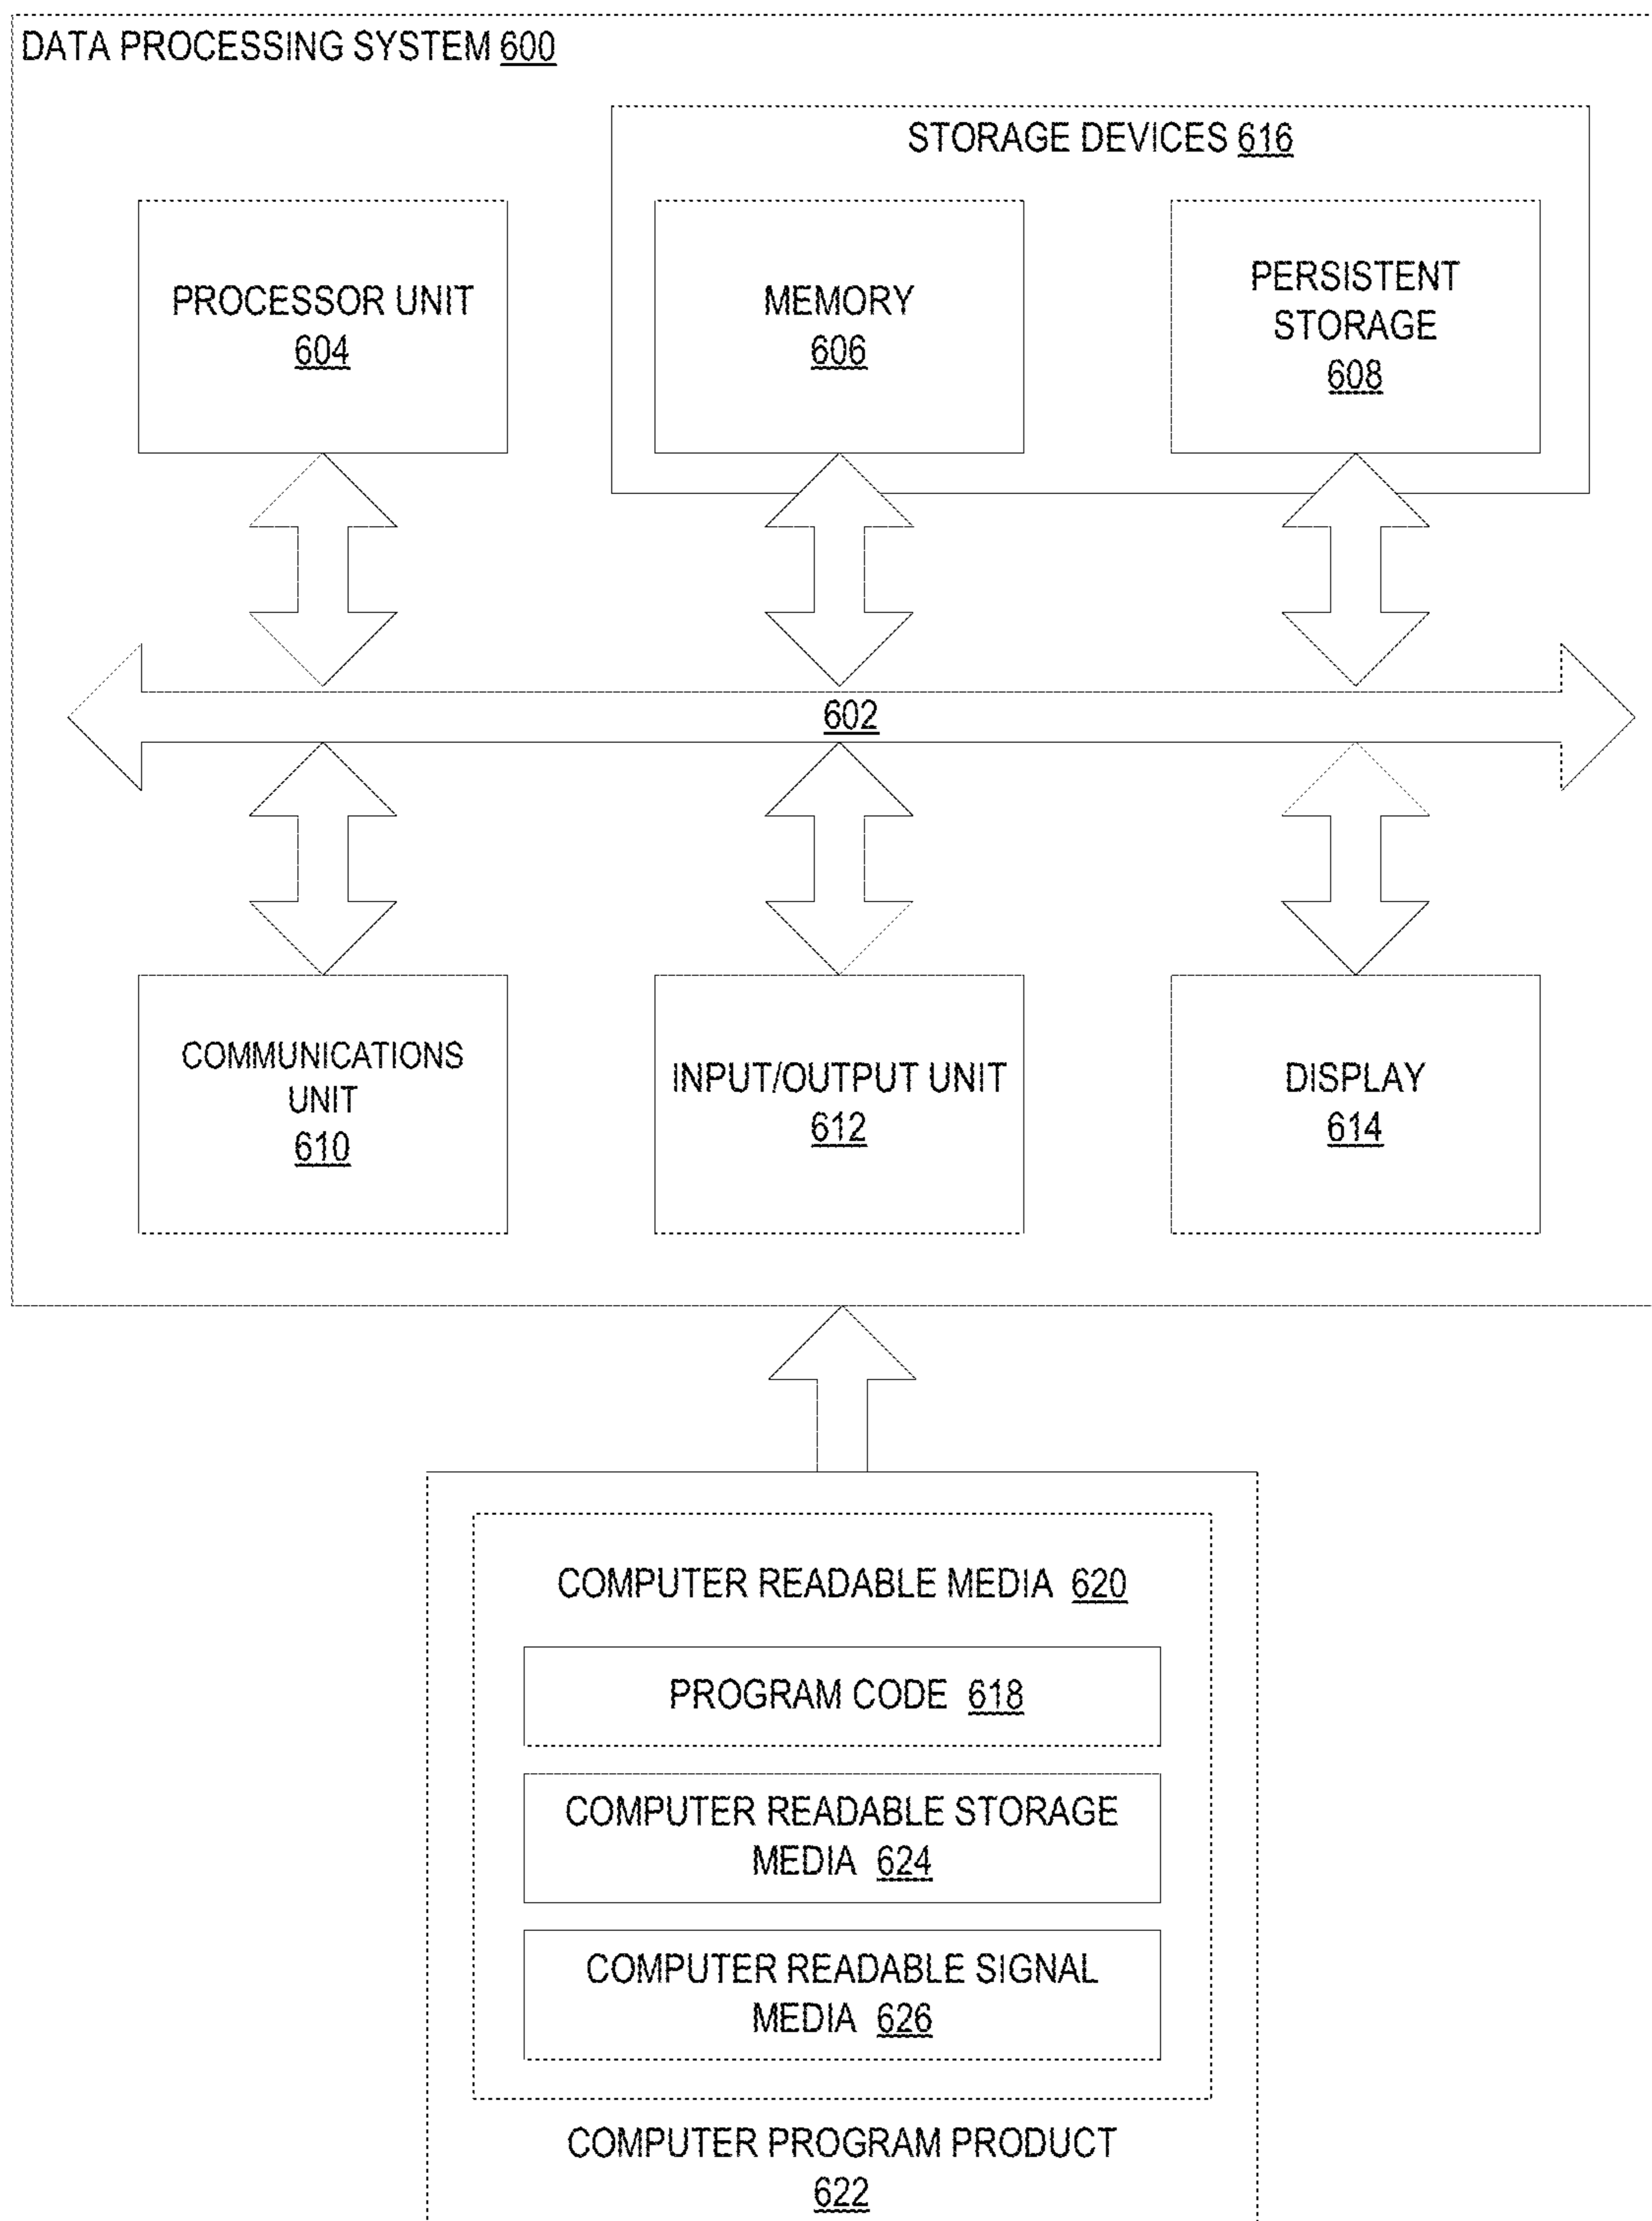 DATA PROCESSING SYSTEM 600
STORAGE DEVICES 616
PROCESSOR UNIT
604
MEMORY
606
PERSISTENT
STORAGE
608
602
COMMUNICATIONS
UNIT
610
INPUT/OUTPUT UNIT
612
DISPLAY
614
COMPUTER READABLE MEDIA 620
PROGRAM CODE 618
COMPUTER READABLE STORAGE
MEDIA 624
COMPUTER READABLE SIGNAL
MEDIA 626
COMPUTER PROGRAM PRODUCT
622